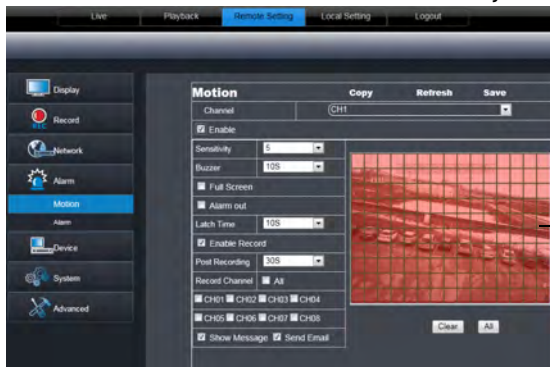 Live Playback Remote Setting Local Setting Logout
Display
Record
REC
Network
Alarm
Motion
Alarm
Device
System
Advanced
Motion Copy Refresh Save
Channel CH1
Enable
Sensitivity 5
Buzzer 10S
Full Screen
Alarm out
Latch Time 10S
Enable Record
Post Recording 30S
Record Channel All
CH01 CH02 CH03 CH04
CH05 CH06 CH07 CH08
Show Message Send Email
Clear All